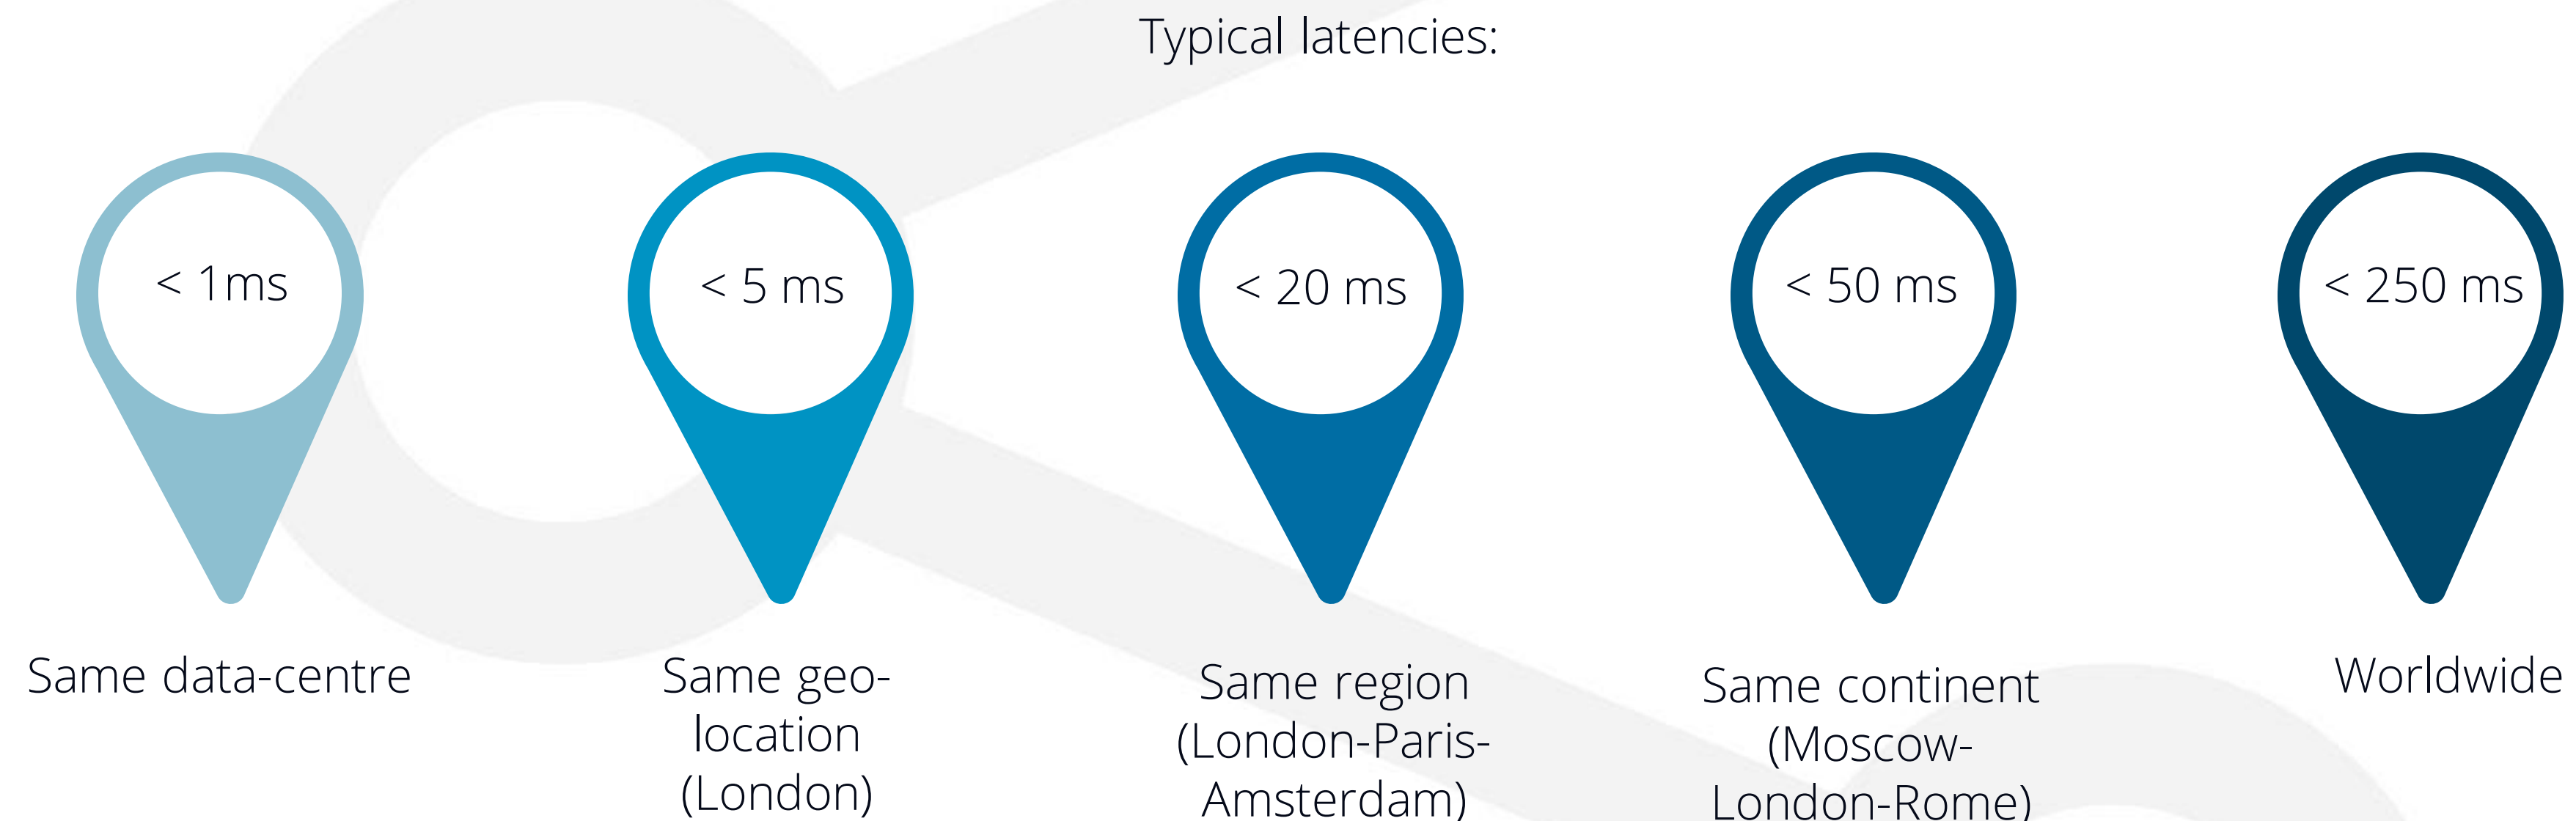 Typical latencies:
< 1ms
< 5 ms
< 20 ms
< 50 ms
< 250 ms
Same data-centre
Same geo-
location
(London)
Same region
(London-Paris-
Amsterdam)
Same continent
(Moscow-
London-Rome)
Worldwide